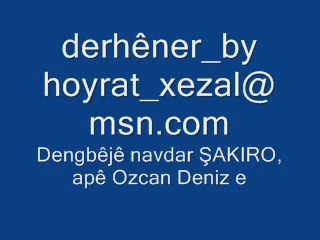 derhêner_by
hoyrat_xezal@
msn.com
Dengbêjê navdar ŞAKIRO,
apê Ozcan Deniz e